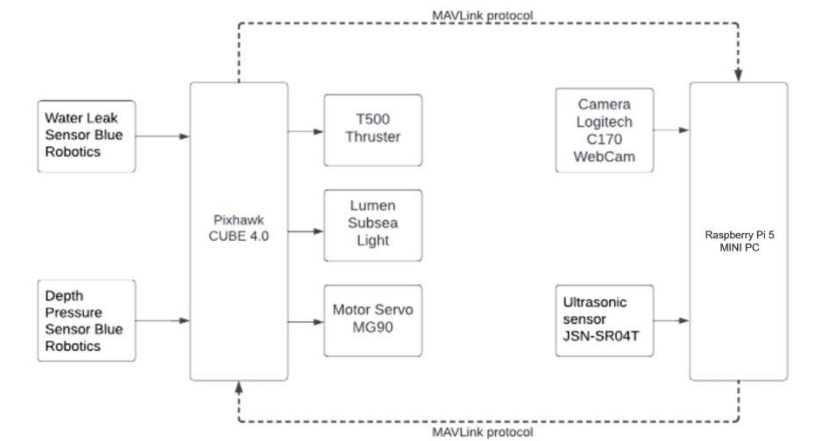 MAVLink protocol
Water Leak
Sensor Blue
Robotics
Depth
Pressure
Sensor Blue
Robotics
Pixhawk
CUBE 4.0
T500
Thruster
Lumen
Subsea
Light
Motor Servo
MG90
Camera
Logitech
C170
WebCam
Ultrasonic
sensor
JSN-SR04T
Raspberry Pi 5
MINI PC
MAVLink protocol